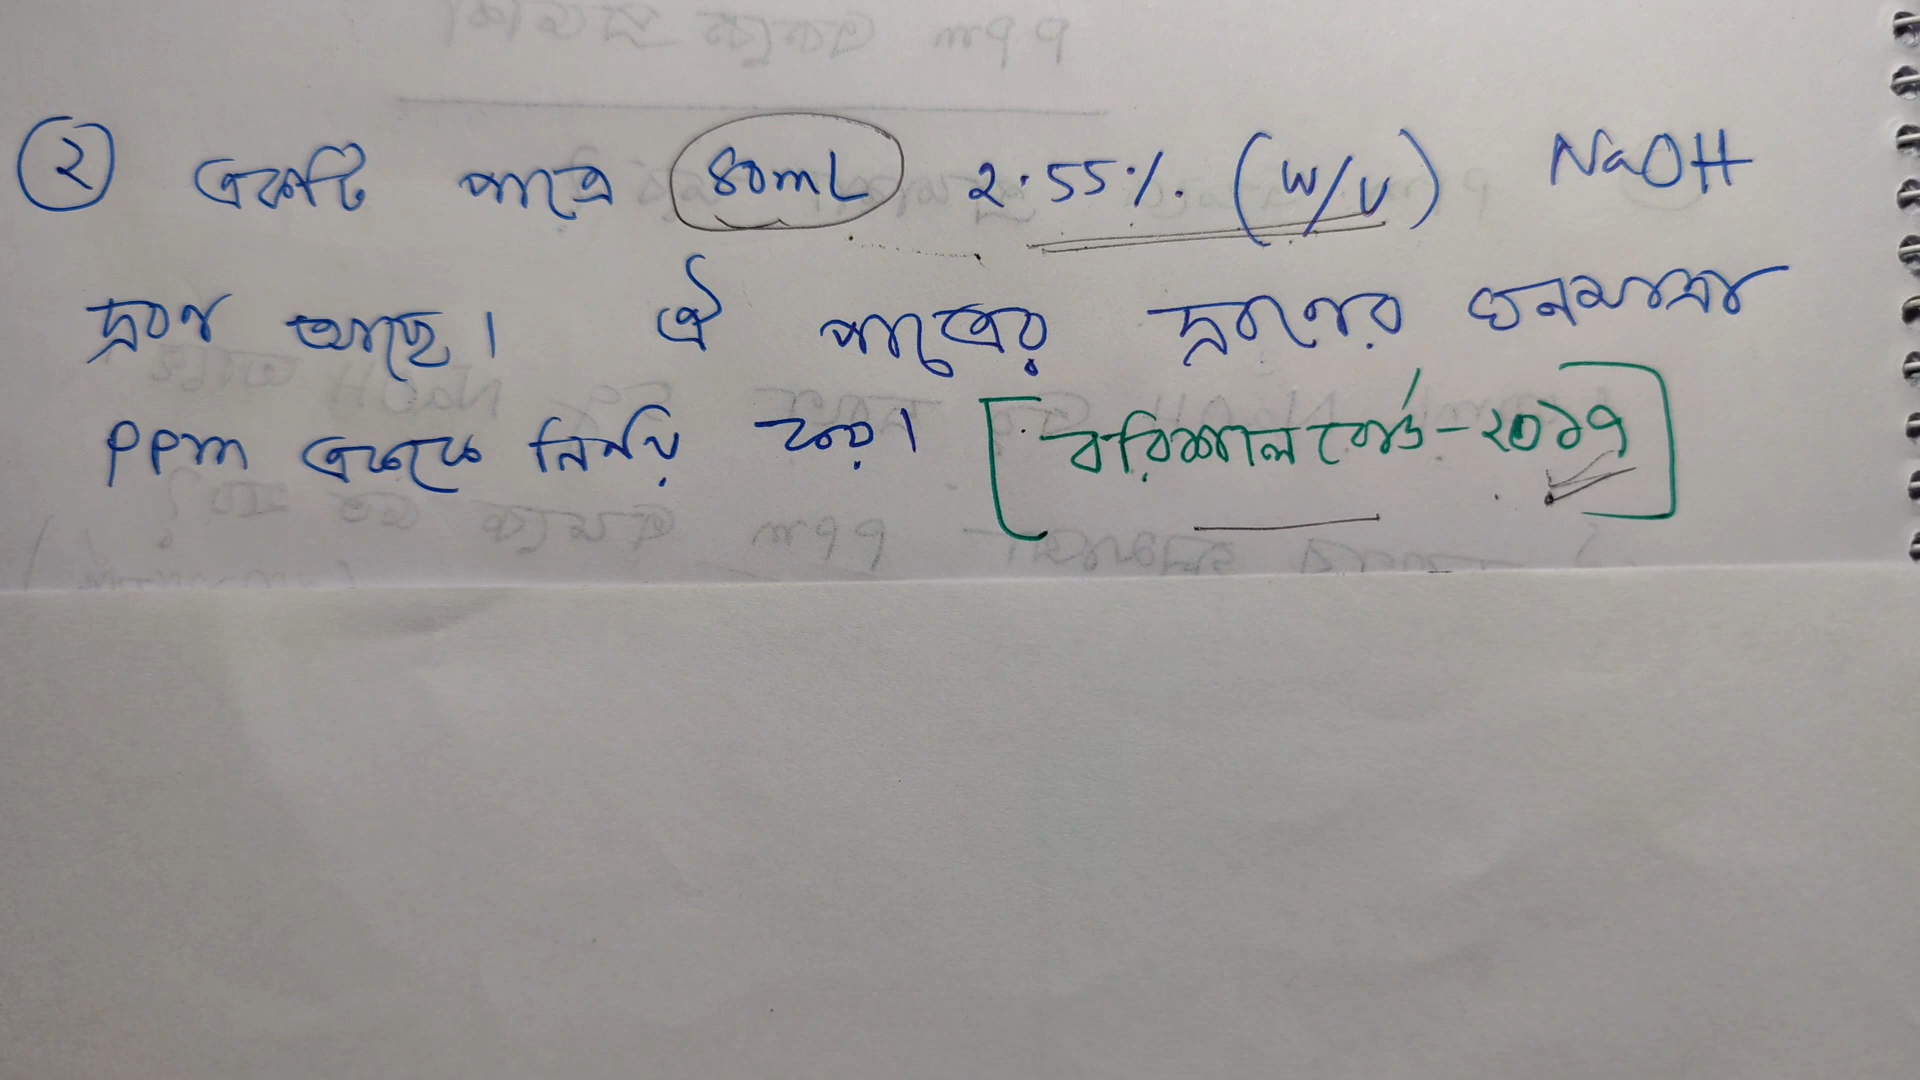 ২ একটি পাত্রে 80mL 2.55% (W/V) NaOH
দ্রবণ আছে। ঐ পাত্রের দ্রবণের ঘনমাত্রা
ppm এককে নির্ণয় কর। [বরিশাল বোর্ড-২০১৭]